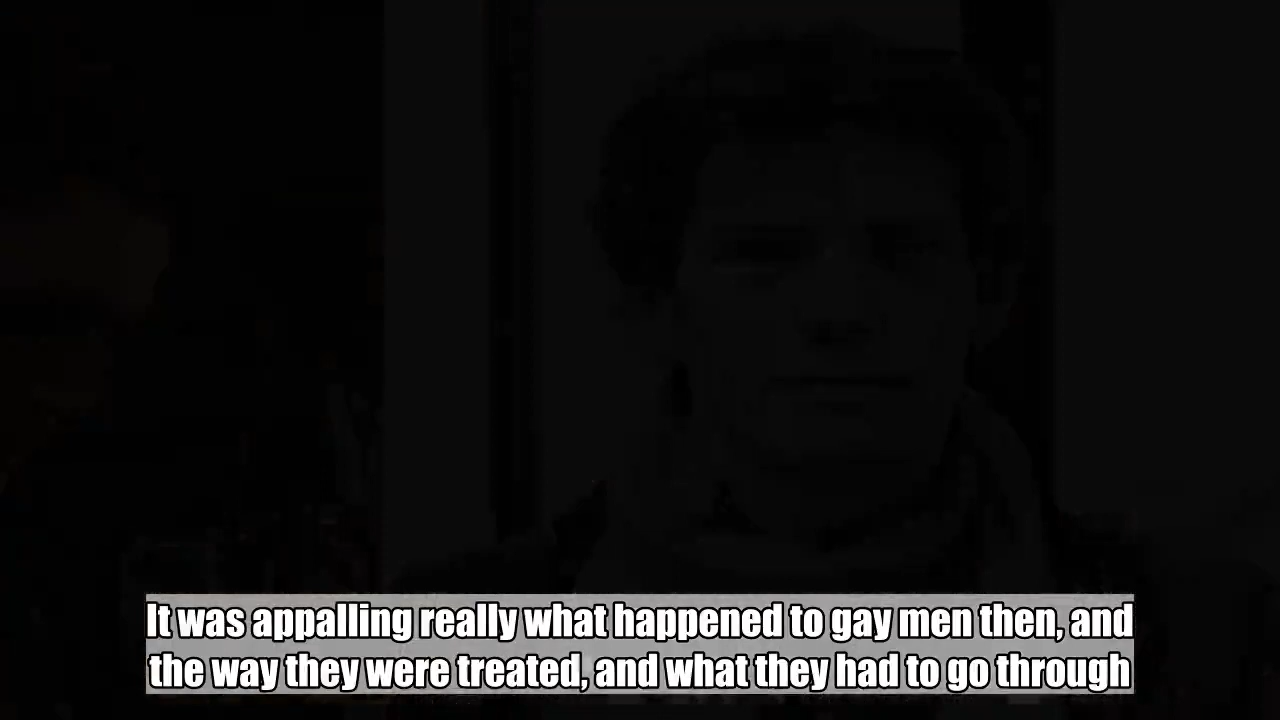 It was appalling really what happened to gay men then, and
the way they were treated, and what they had to go through